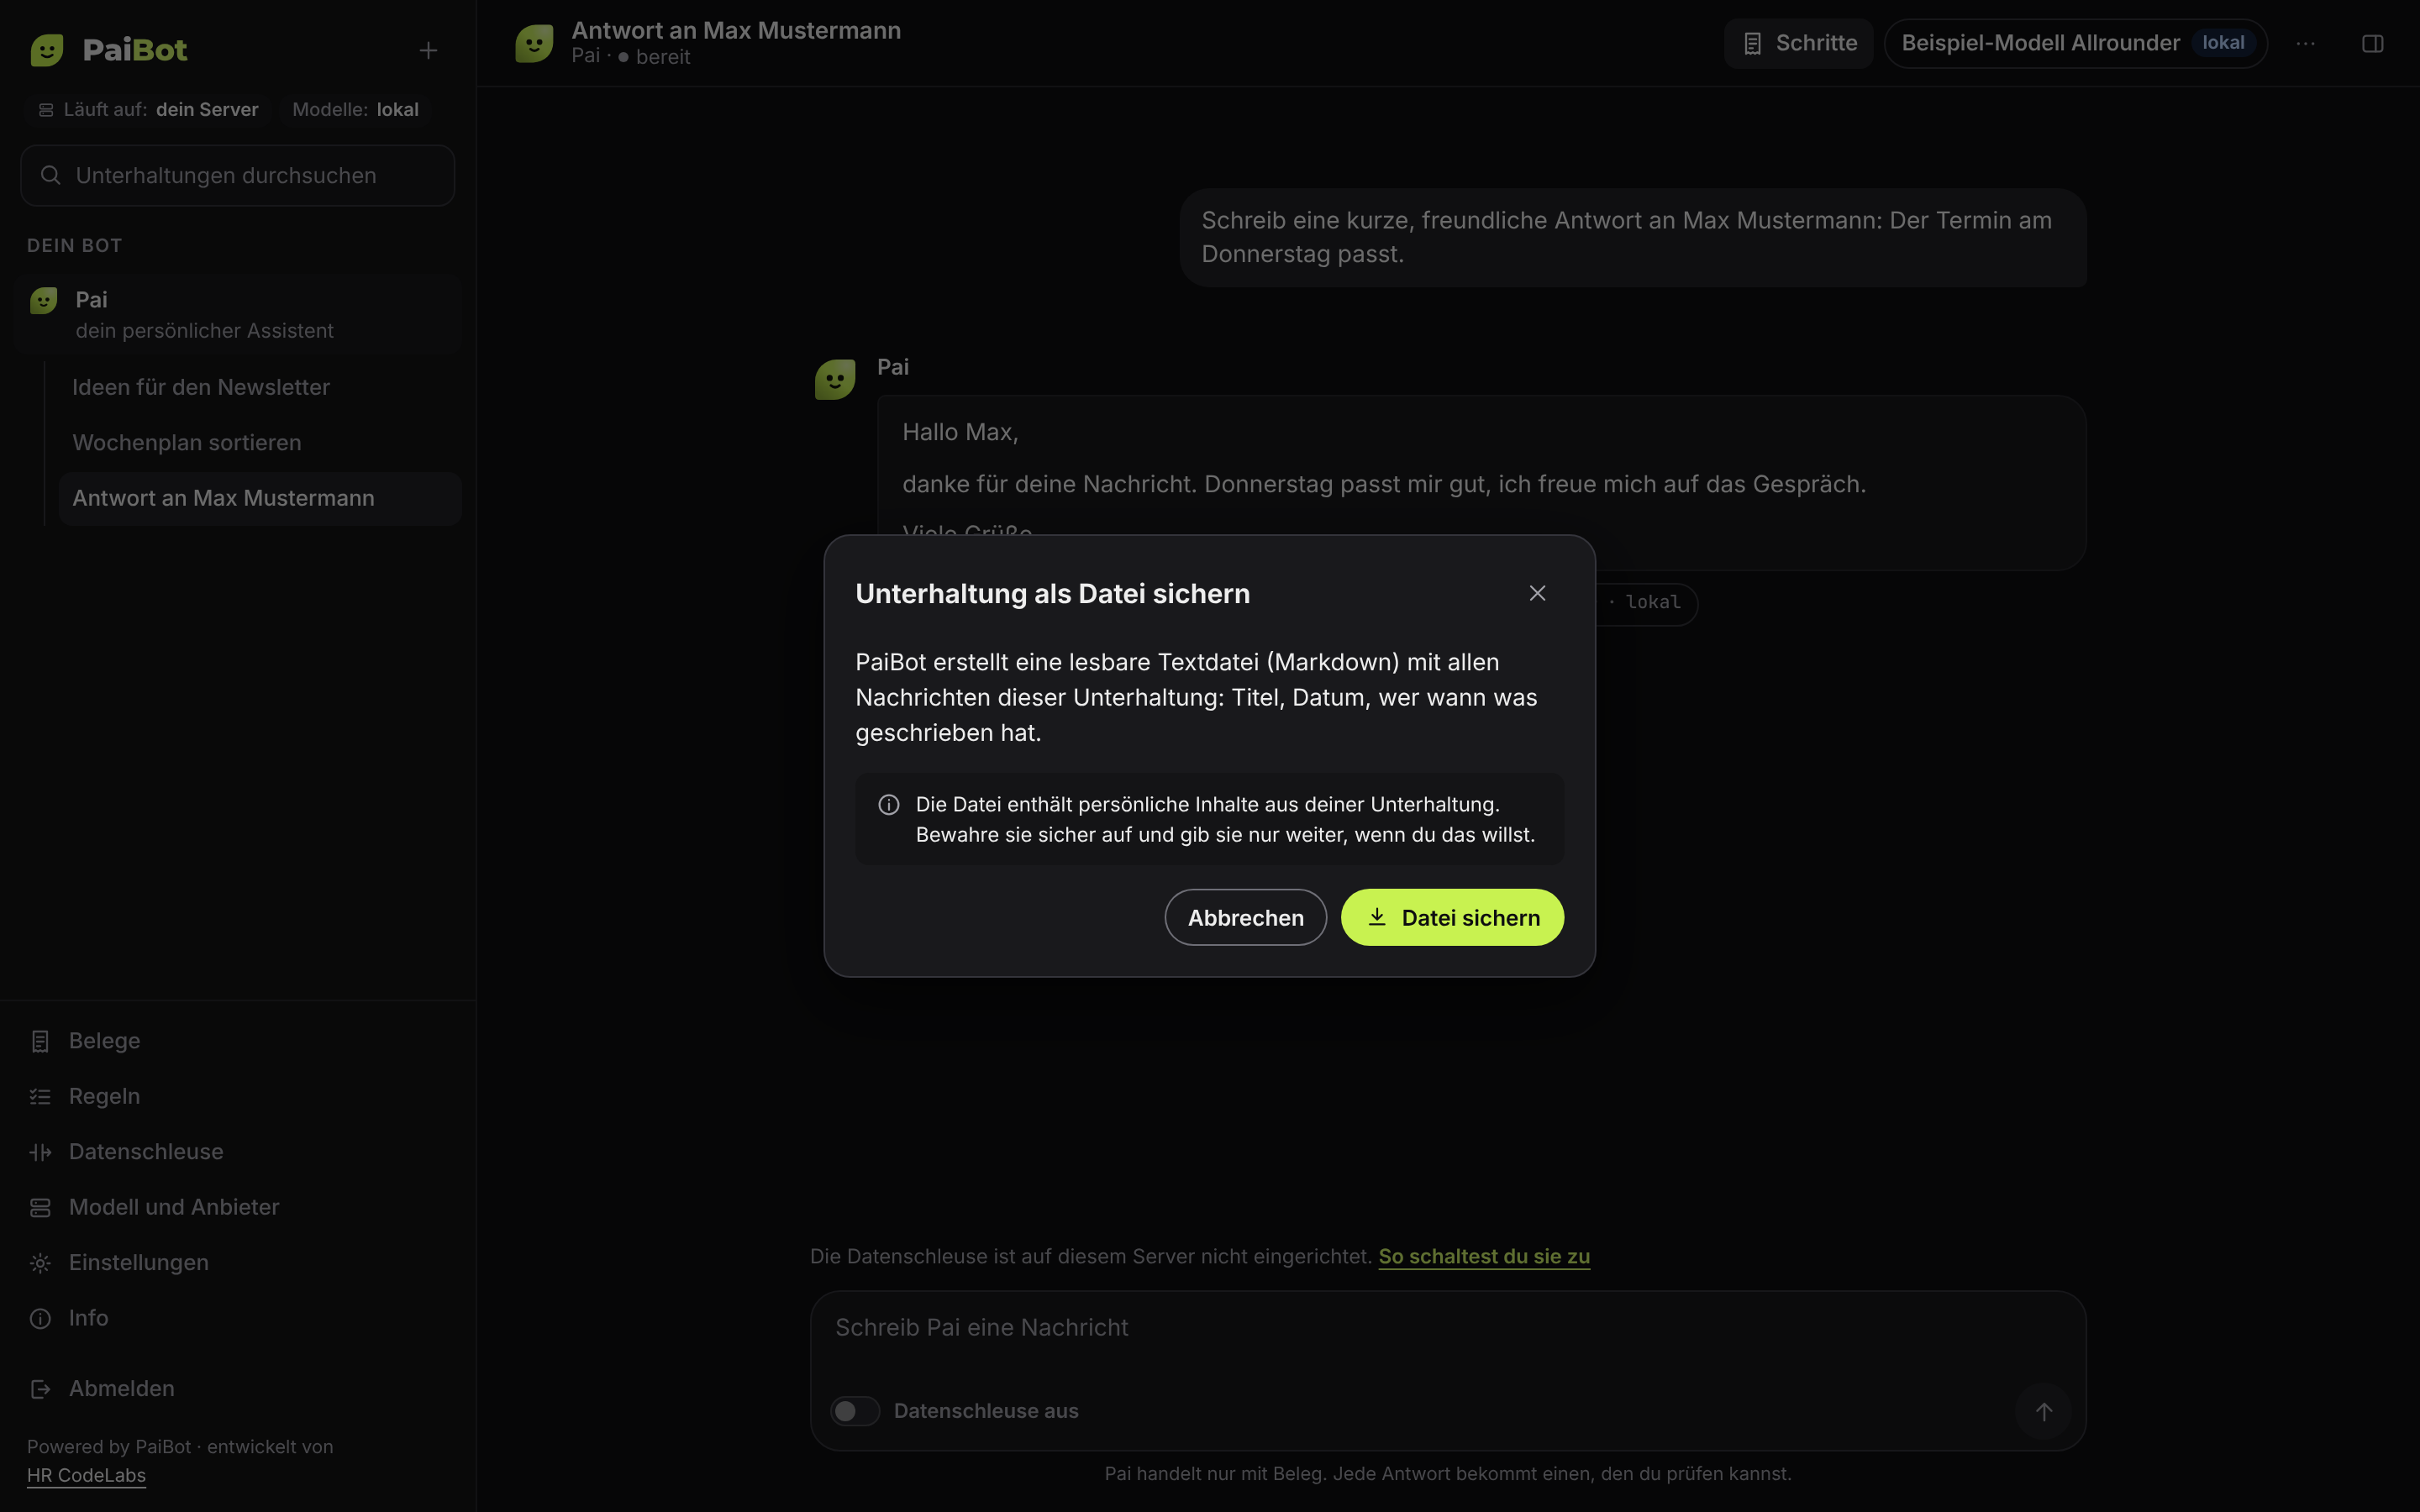 PaiBot
Läuft auf: dein Server Modelle: lokal
Unterhaltungen durchsuchen
DEIN BOT
Pai
dein persönlicher Assistent
Ideen für den Newsletter
Wochenplan sortieren
Antwort an Max Mustermann
Belege
Regeln
Datenschleuse
Modell und Anbieter
Einstellungen
Info
Abmelden
Powered by PaiBot · entwickelt von
HR CodeLabs
Antwort an Max Mustermann
Pai · bereit
Schritte
Beispiel-Modell Allrounder lokal
Schreib eine kurze, freundliche Antwort an Max Mustermann: Der Termin am
Donnerstag passt.
Pai
Hallo Max,
danke für deine Nachricht. Donnerstag passt mir gut, ich freue mich auf das Gespräch.
Viele Grüße
· lokal
Unterhaltung als Datei sichern
PaiBot erstellt eine lesbare Textdatei (Markdown) mit allen
Nachrichten dieser Unterhaltung: Titel, Datum, wer wann was
geschrieben hat.
Die Datei enthält persönliche Inhalte aus deiner Unterhaltung.
Bewahre sie sicher auf und gib sie nur weiter, wenn du das willst.
Abbrechen
Datei sichern
Die Datenschleuse ist auf diesem Server nicht eingerichtet. So schaltest du sie zu
Schreib Pai eine Nachricht
Datenschleuse aus
Pai handelt nur mit Beleg. Jede Antwort bekommt einen, den du prüfen kannst.